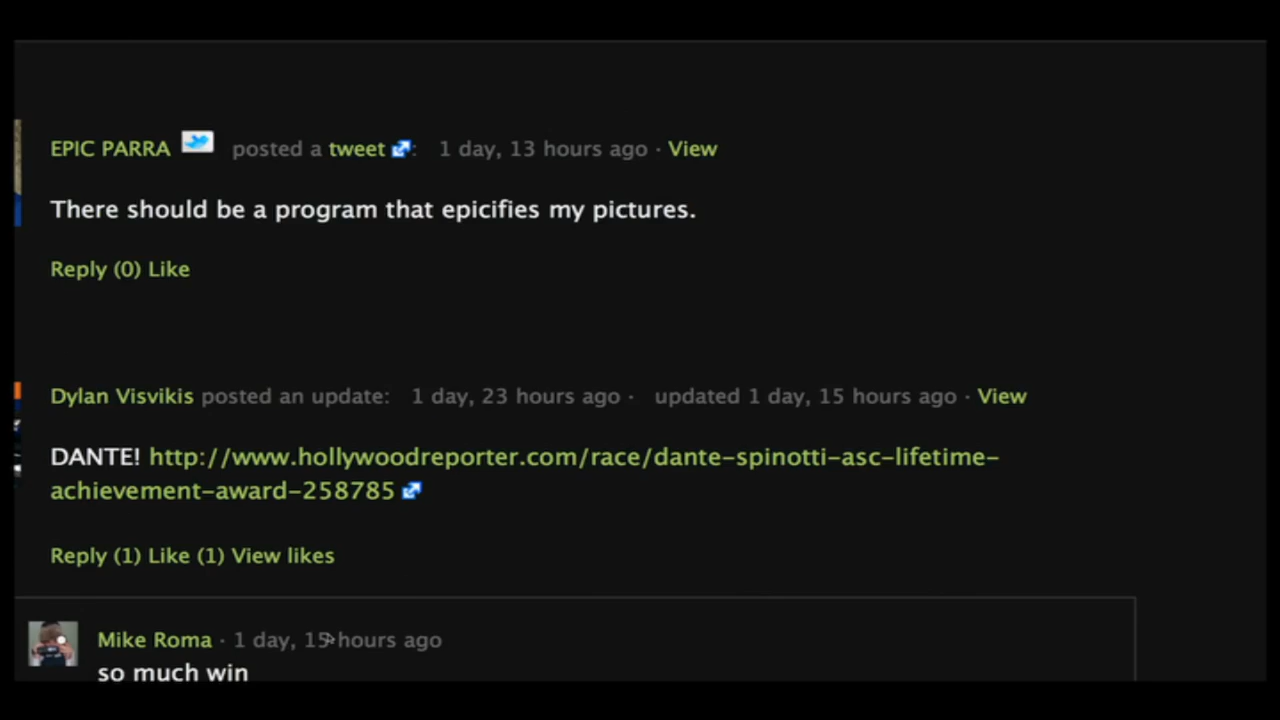 EPIC PARRA posted a tweet : 1 day, 13 hours ago · View
There should be a program that epicifies my pictures.
Reply (0) Like
Dylan Visvikis posted an update: 1 day, 23 hours ago · updated 1 day, 15 hours ago · View
DANTE! http://www.hollywoodreporter.com/race/dante-spinotti-asc-lifetime-
achievement-award-258785
Reply (1) Like (1) View likes
Mike Roma · 1 day, 15 hours ago
so much win